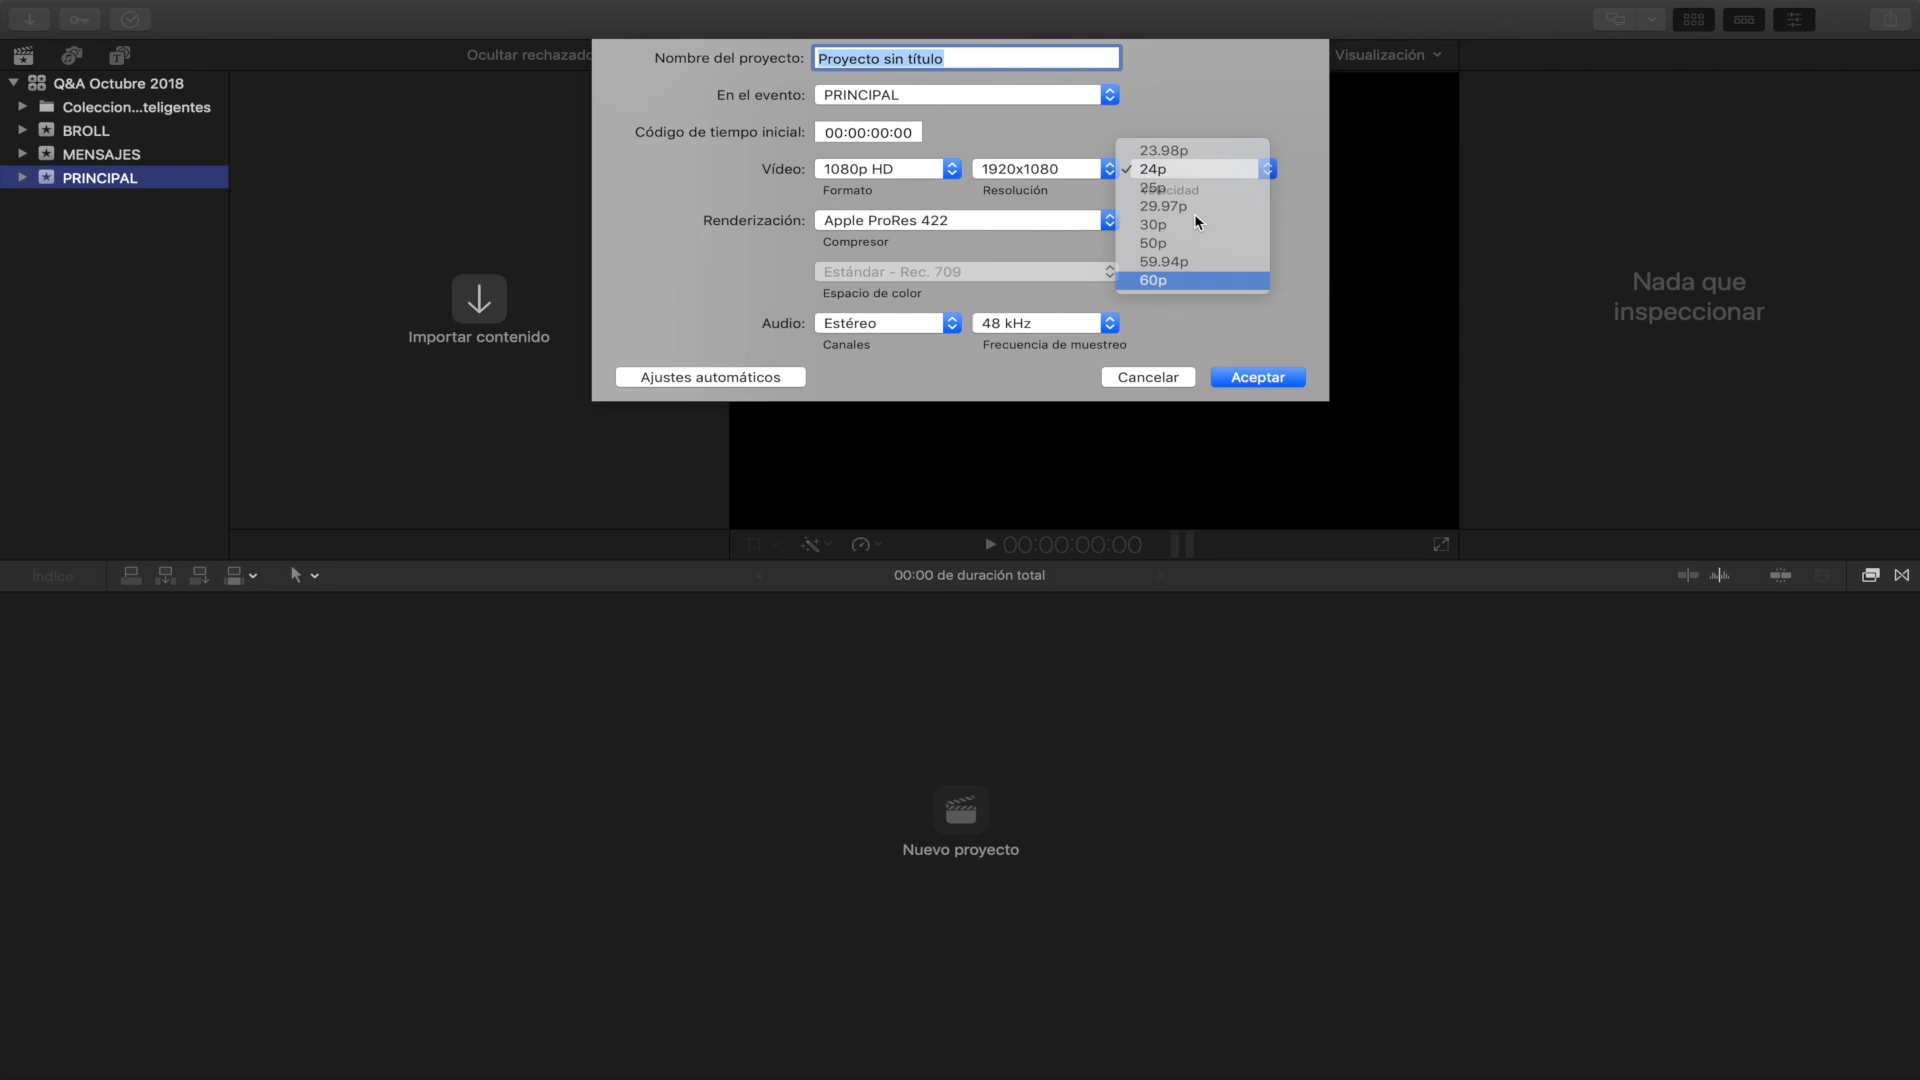 Nombre del proyecto: Proyecto sin título
Ocultar rechazado
Visualización
Q&A Octubre 2018
Coleccion...teligentes
BROLL
MENSAJES
PRINCIPAL
En el evento: PRINCIPAL
Código de tiempo inicial: 00:00:00:00
Vídeo: 1080p HD 1920x1080
Formato Resolución
23.98p
✓ 24p
25p
29.97p
30p
50p
59.94p
60p
Renderización: Apple ProRes 422
Compresor
Estándar - Rec. 709
Espacio de color
Audio: Estéreo 48 kHz
Canales Frecuencia de muestreo
Ajustes automáticos Cancelar Aceptar
Importar contenido
Nada que
inspeccionar
00:00:00:00
Índice
00:00 de duración total
Nuevo proyecto